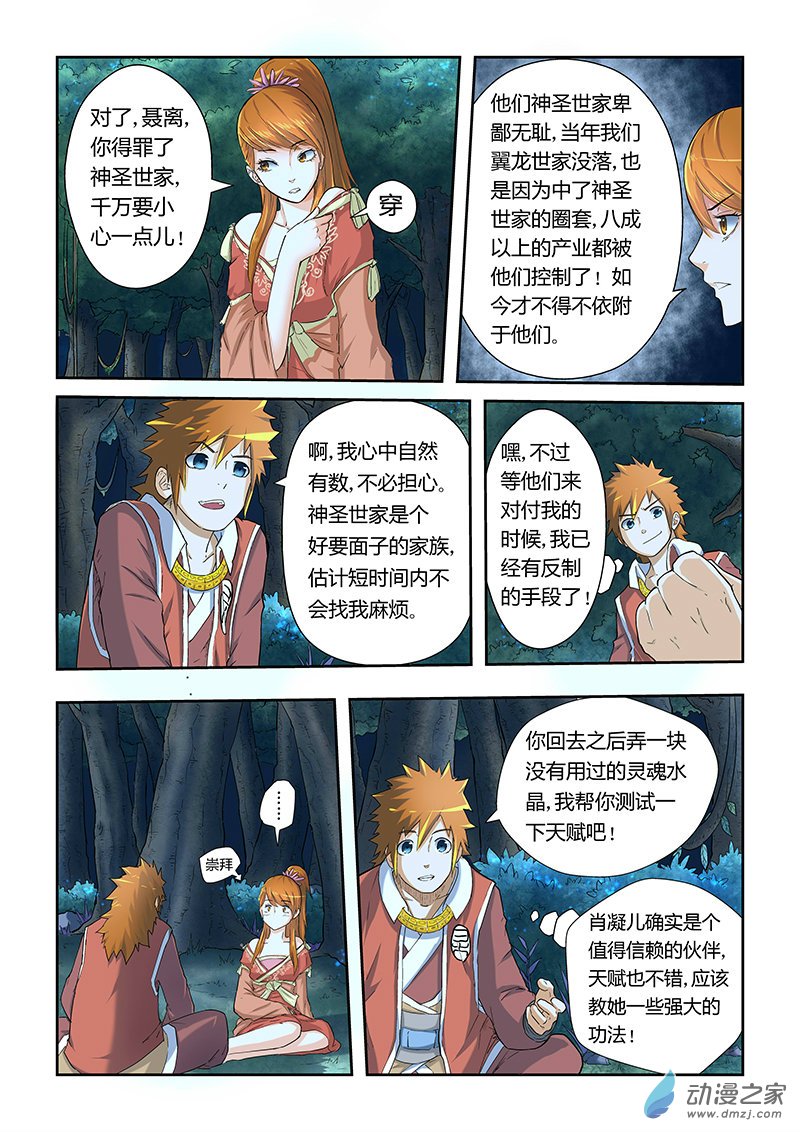 对了，聂离，
你得罪了
神圣世家，
千万要小
心一点儿！
穿
他们神圣世家卑
鄙无耻，当年我们
翼龙世家没落，也
是因为中了神圣
世家的圈套，八成
以上的产业都被
他们控制了！如
今才不得不依附
于他们。
啊，我心中自然
有数，不必担心。
神圣世家是个
好要面子的家族，
估计短时间内不
会找我麻烦。
嘿，不过
等他们来
对付我的
时候，我已
经有反制
的手段了！
……
崇拜
你回去之后弄一块
没有用过的灵魂水
晶，我帮你测试一
下天赋吧！
肖凝儿确实是个
值得信赖的伙伴，
天赋也不错，应该
教她一些强大的
功法！
动漫之家
www.dmzj.com